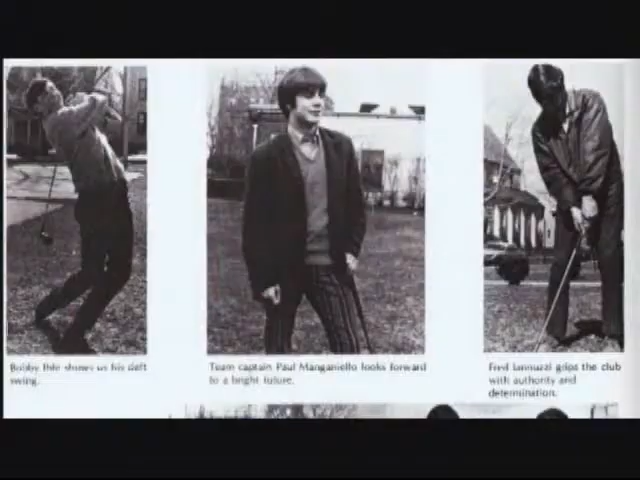 Bobby Ihle shows us his deft
swing.
Team captain Paul Manganiello looks forward
to a bright future.
Fred Iannuzzi grips the club
with authority and
determination.